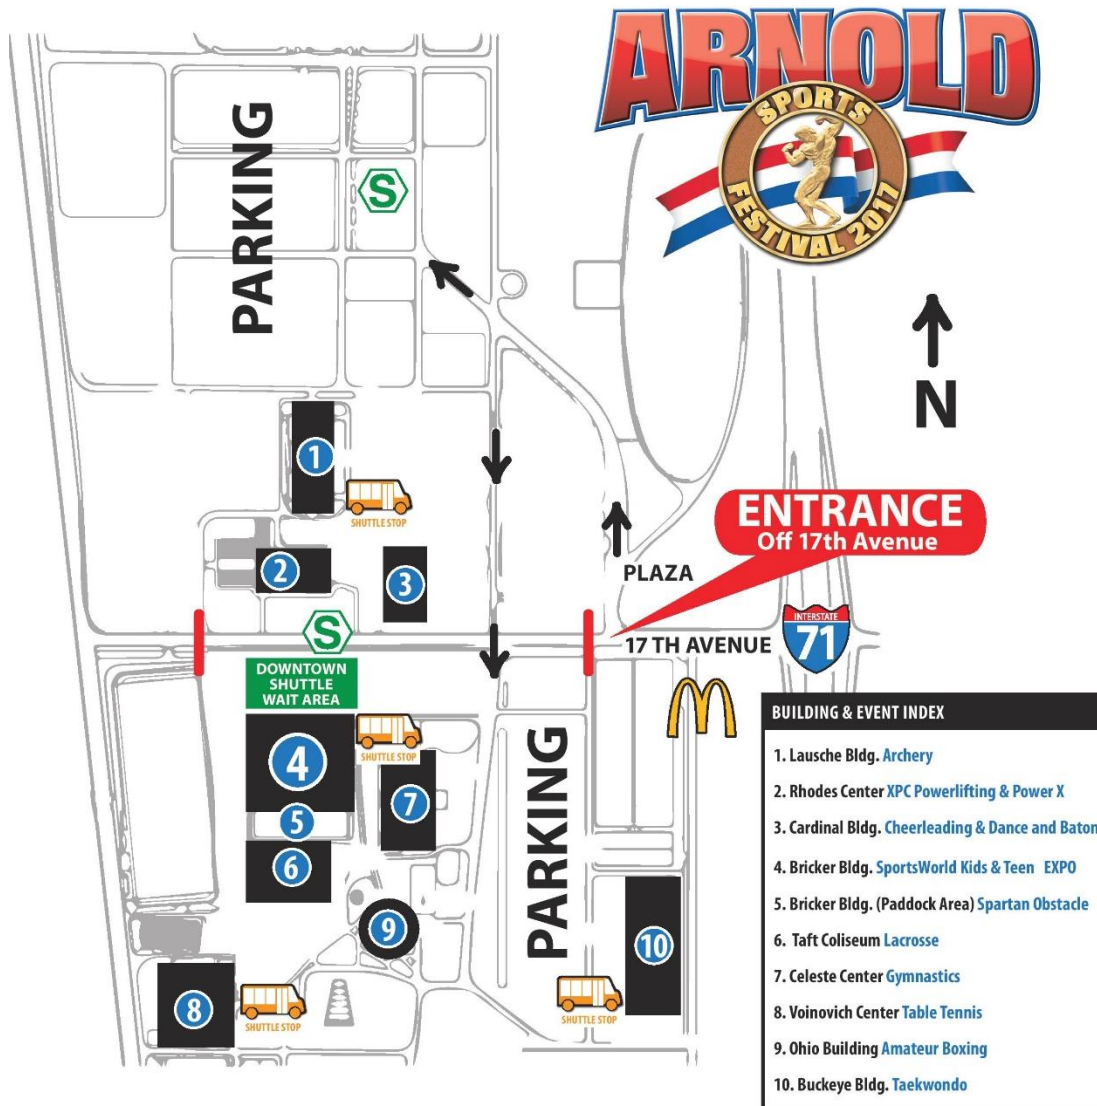 ARNOLD
SPORTS
FESTIVAL 2017
PARKING
S
N
1
SHUTTLE STOP
ENTRANCE
Off 17th Avenue
2
3
PLAZA
S
17 TH AVENUE
INTERSTATE
71
DOWNTOWN
SHUTTLE
WAIT AREA
4
SHUTTLE STOP
7
5
6
PARKING
9
10
8
SHUTTLE STOP
SHUTTLE STOP
BUILDING & EVENT INDEX
1. Lausche Bldg. Archery
2. Rhodes Center XPC Powerlifting & Power X
3. Cardinal Bldg. Cheerleading & Dance and Baton
4. Bricker Bldg. SportsWorld Kids & Teen EXPO
5. Bricker Bldg. (Paddock Area) Spartan Obstacle
6. Taft Coliseum Lacrosse
7. Celeste Center Gymnastics
8. Voinovich Center Table Tennis
9. Ohio Building Amateur Boxing
10. Buckeye Bldg. Taekwondo